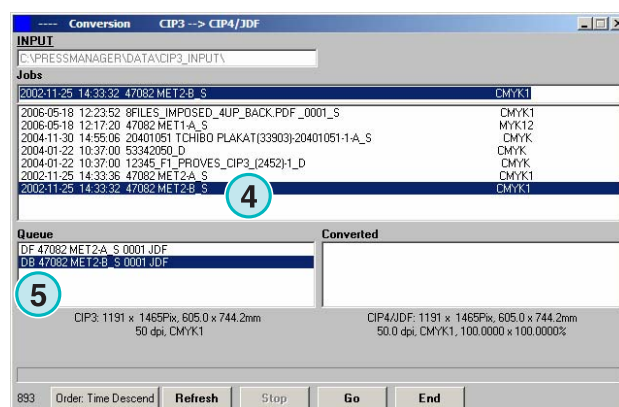 ---- Conversion CIP3 --> CIP4/JDF
INPUT
C:\PRESSMANAGER\DATA\CIP3_INPUT\
Jobs
2002-11-25 14:33:32 47082 MET2-B_S CMYK1
2006-05-18 12:23:52 8FILES_IMPOSED_4UP_BACK.PDF _0001_S CMYK1
2006-05-18 12:17:20 47082 MET1-A_S MYK12
2004-11-30 14:55:06 20401051 TCHIBO PLAKAT(33903)-20401051-1-A_S CMYK
2004-01-22 10:37:00 53342050_D CMYK
2004-01-22 10:37:00 12345_F1_PROVES_CIP3_(2452)-1_D CMYK
2002-11-25 14:33:36 47082 MET2-A_S CMYK1
2002-11-25 14:33:32 47082 MET2-B_S CMYK1
4
Queue Converted
DF 47082 MET2-A_S 0001 JDF
DB 47082 MET2-B_S 0001 JDF
5
CIP3: 1191 x 1465Pix, 605.0 x 744.2mm CIP4/JDF: 1191 x 1465Pix, 605.0 x 744.2mm
50 dpi, CMYK1 50.0 dpi, CMYK1, 100.0000 x 100.0000%
893 Order: Time Descend Refresh Stop Go End